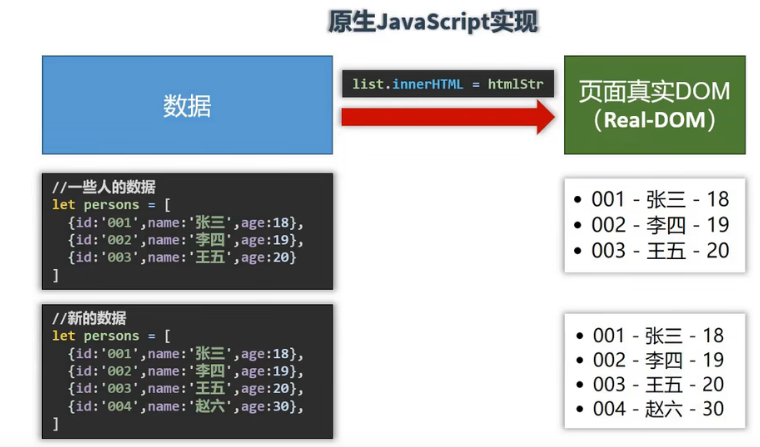 原生JavaScript实现
数据
list.innerHTML = htmlStr
页面真实DOM
（Real-DOM）
//一些人的数据
let persons = [
{id:'001',name:'张三',age:18},
{id:'002',name:'李四',age:19},
{id:'003',name:'王五',age:20}
]
• 001 - 张三 - 18
• 002 - 李四 - 19
• 003 - 王五 - 20
//新的数据
let persons = [
{id:'001',name:'张三',age:18},
{id:'002',name:'李四',age:19},
{id:'003',name:'王五',age:20},
{id:'004',name:'赵六',age:30},
]
• 001 - 张三 - 18
• 002 - 李四 - 19
• 003 - 王五 - 20
• 004 - 赵六 - 30